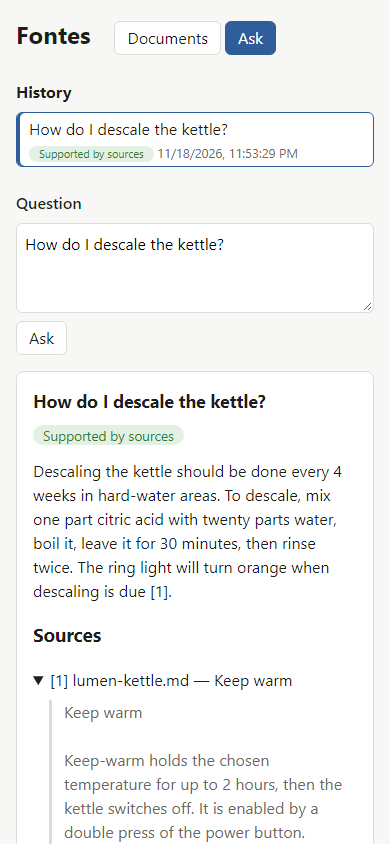 Fontes
Documents
Ask
History
How do I descale the kettle?
Supported by sources 11/18/2026, 11:53:29 PM
Question
How do I descale the kettle?
Ask
How do I descale the kettle?
Supported by sources
Descaling the kettle should be done every 4
weeks in hard-water areas. To descale, mix
one part citric acid with twenty parts water,
boil it, leave it for 30 minutes, then rinse
twice. The ring light will turn orange when
descaling is due [1].
Sources
▼ [1] lumen-kettle.md — Keep warm
Keep warm
Keep-warm holds the chosen
temperature for up to 2 hours, then the
kettle switches off. It is enabled by a
double press of the power button.